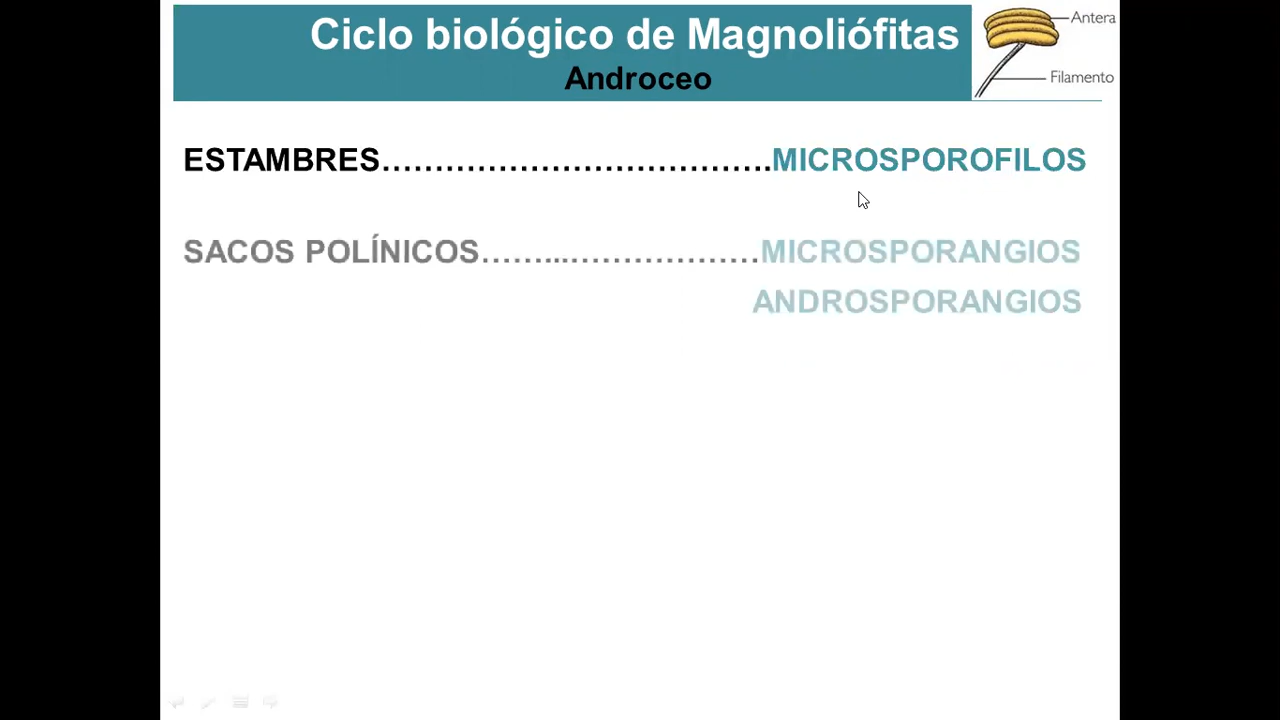 Ciclo biológico de Magnoliófitas
Androceo
Antera
Filamento
ESTAMBRES……………………………….MICROSPOROFILOS
SACOS POLÍNICOS……...………………MICROSPORANGIOS
ANDROSPORANGIOS